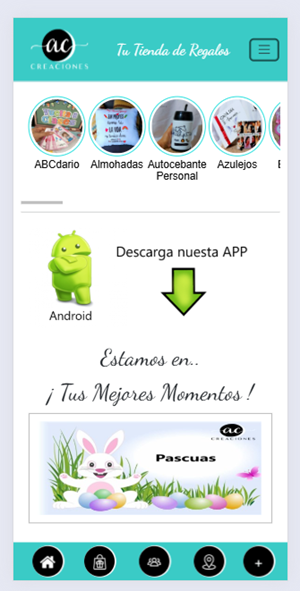 ac
CREACIONES
Tu Tienda de Regalos
ABCdario
Almohadas
Autocebante
Personal
Azulejos
Descarga nuesta APP
Android
Estamos en..
¡ Tus Mejores Momentos !
ac
CREACIONES
Pascuas